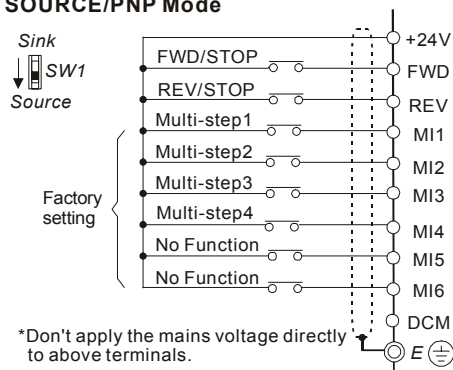 SOURCE/PNP Mode
Sink
SW1
Source
+24V
FWD/STOP
FWD
REV/STOP
REV
Multi-step1
MI1
Multi-step2
MI2
Multi-step3
MI3
Factory
setting
Multi-step4
MI4
No Function
MI5
No Function
MI6
DCM
*Don't apply the mains voltage directly
to above terminals.
E